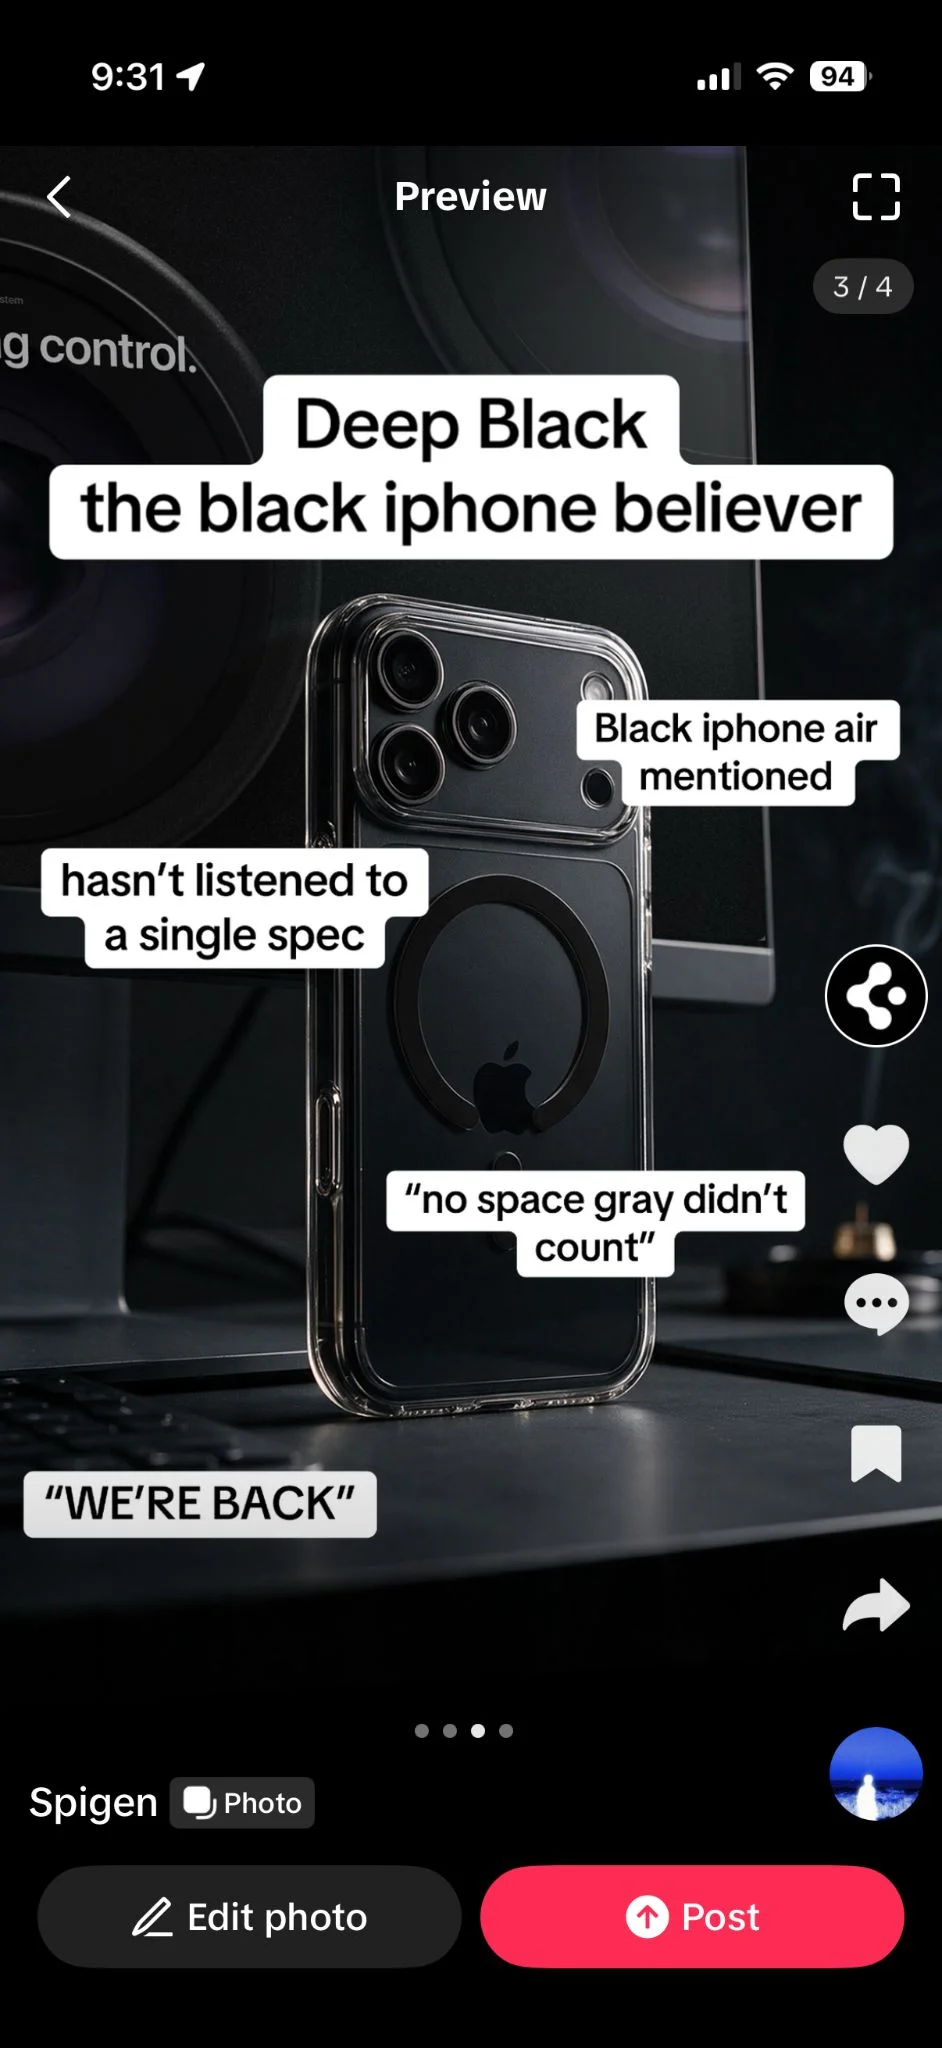 9:31
94
Preview
3 / 4
stem
g control.
Deep Black
the black iphone believer
Black iphone air
mentioned
hasn’t listened to
a single spec
“no space gray didn’t
count”
“WE’RE BACK”
Spigen
Photo
Edit photo
Post